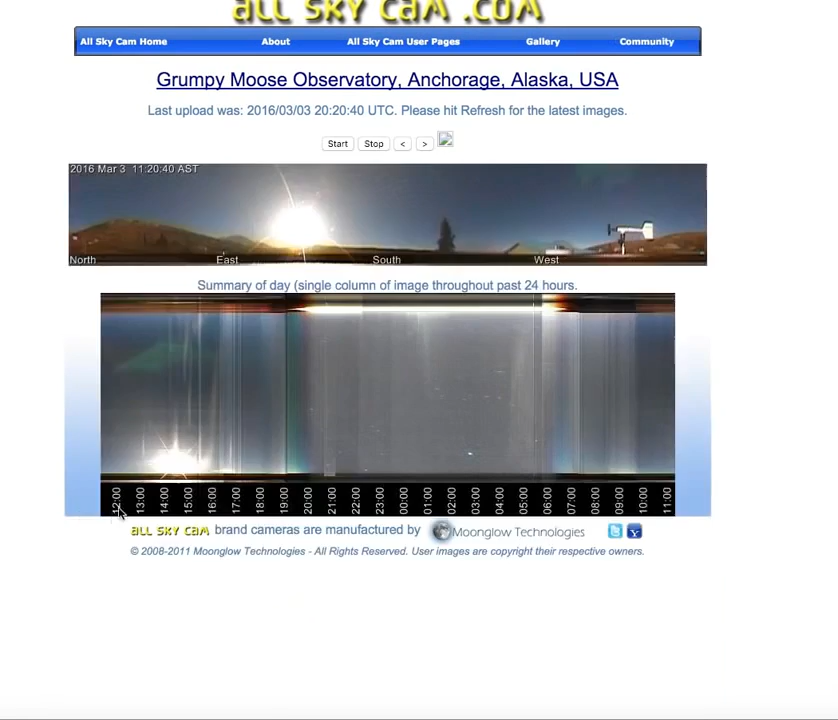 all sky cam .com
All Sky Cam Home About All Sky Cam User Pages Gallery Community
Grumpy Moose Observatory, Anchorage, Alaska, USA
Last upload was: 2016/03/03 20:20:40 UTC. Please hit Refresh for the latest images.
Start Stop < >
2016 Mar 3 11:20:40 AST
North East South West
Summary of day (single column of image throughout past 24 hours.
12:00 13:00 14:00 15:00 16:00 17:00 18:00 19:00 20:00 21:00 22:00 23:00 00:00 01:00 02:00 03:00 04:00 05:00 06:00 07:00 08:00 09:00 10:00 11:00
all sky cam brand cameras are manufactured by Moonglow Technologies
© 2008-2011 Moonglow Technologies - All Rights Reserved. User images are copyright their respective owners.